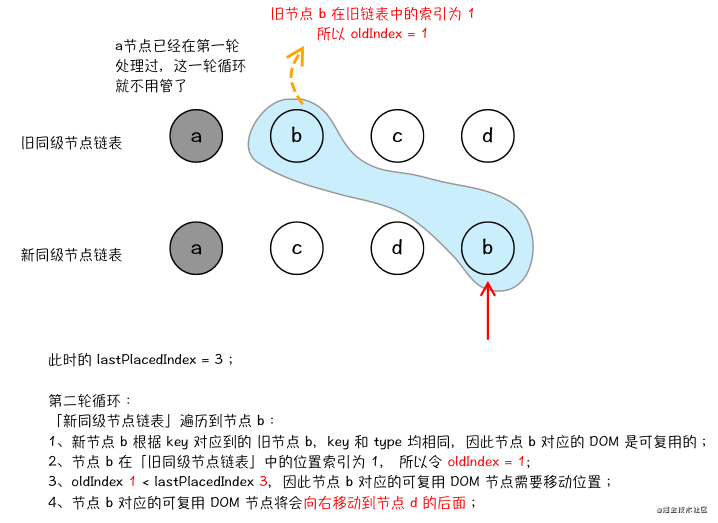 旧节点 b 在旧链表中的索引为 1
所以 oldIndex = 1
a节点已经在第一轮
处理过，这一轮循环
就不用管了
旧同级节点链表
a
b
c
d
新同级节点链表
a
c
d
b
此时的 lastPlacedIndex = 3；
第二轮循环：
「新同级节点链表」遍历到节点 b：
1、新节点 b 根据 key 对应到的 旧节点 b，key 和 type 均相同，因此节点 b 对应的 DOM 是可复用的；
2、节点 b 在「旧同级节点链表」中的位置索引为 1， 所以令 oldIndex = 1;
3、oldIndex 1 < lastPlacedIndex 3，因此节点 b 对应的可复用 DOM 节点需要移动位置；
4、节点 b 对应的可复用 DOM 节点将会向右移动到节点 d 的后面；
@稀土掘金技术社区